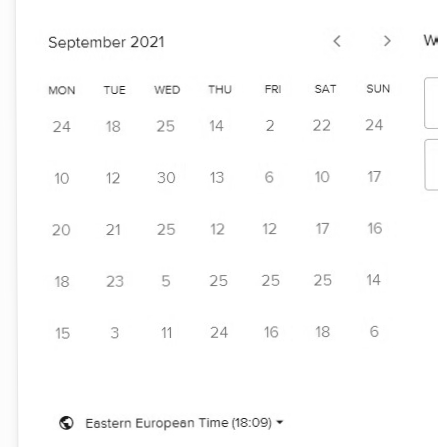 September 2021
MON TUE WED THU FRI SAT SUN
24 18 25 14 2 22 24
10 12 30 13 6 10 17
20 21 25 12 12 17 16
18 23 5 25 25 25 14
15 3 11 24 16 18 6
Eastern European Time (18:09)